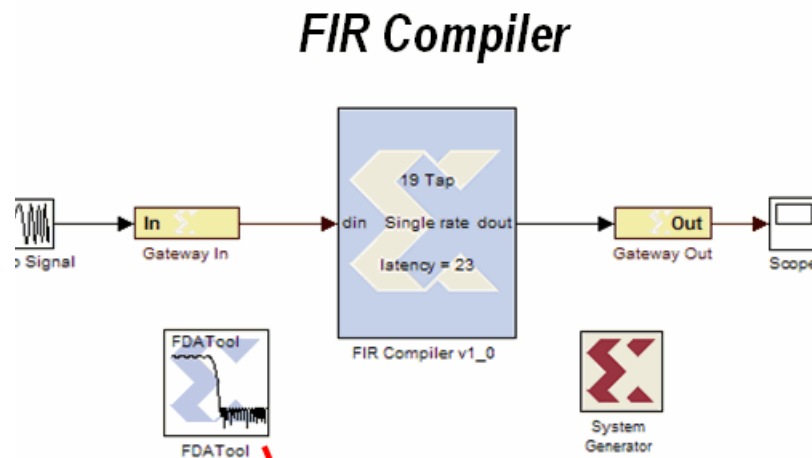 FIR Compiler
19 Tap
In
din Single rate dout
Out
Gateway In
Gateway Out
Signal
latency = 23
Scope
FDATool
FIR Compiler v1_0
System
Generator
FDATool